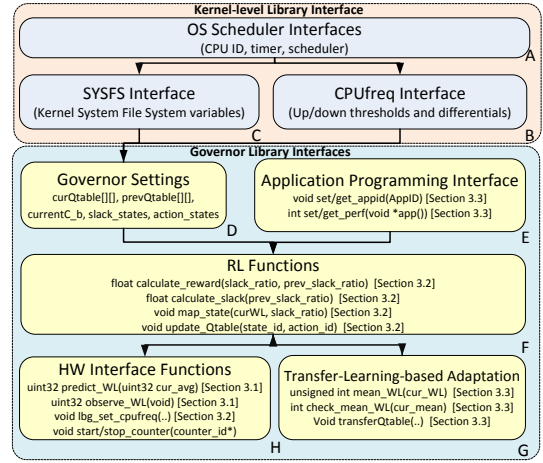 Kernel-level Library Interface
OS Scheduler Interfaces
(CPU ID, timer, scheduler)
A
SYSFS Interface
(Kernel System File System variables)
C
CPUfreq Interface
(Up/down thresholds and differentials)
B
Governor Library Interfaces
Governor Settings
curQtable[][], prevQtable[][],
currentC_b, slack_states, action_states
D
Application Programming Interface
void set/get_appid(AppID) [Section 3.3]
int set/get_perf(void *app()) [Section 3.3]
E
RL Functions
float calculate_reward(slack_ratio, prev_slack_ratio) [Section 3.2]
float calculate_slack(prev_slack_ratio) [Section 3.2]
void map_state(curWL, slack_ratio) [Section 3.2]
void update_Qtable(state_id, action_id) [Section 3.2]
F
HW Interface Functions
uint32 predict_WL(uint32 cur_avg) [Section 3.1]
uint32 observe_WL(void) [Section 3.1]
void lbg_set_cpufreq(..) [Section 3.2]
void start/stop_counter(counter_id*)
H
Transfer-Learning-based Adaptation
unsigned int mean_WL(cur_WL) [Section 3.3]
int check_mean_WL(cur_mean) [Section 3.3]
Void transferQtable(..) [Section 3.3]
G